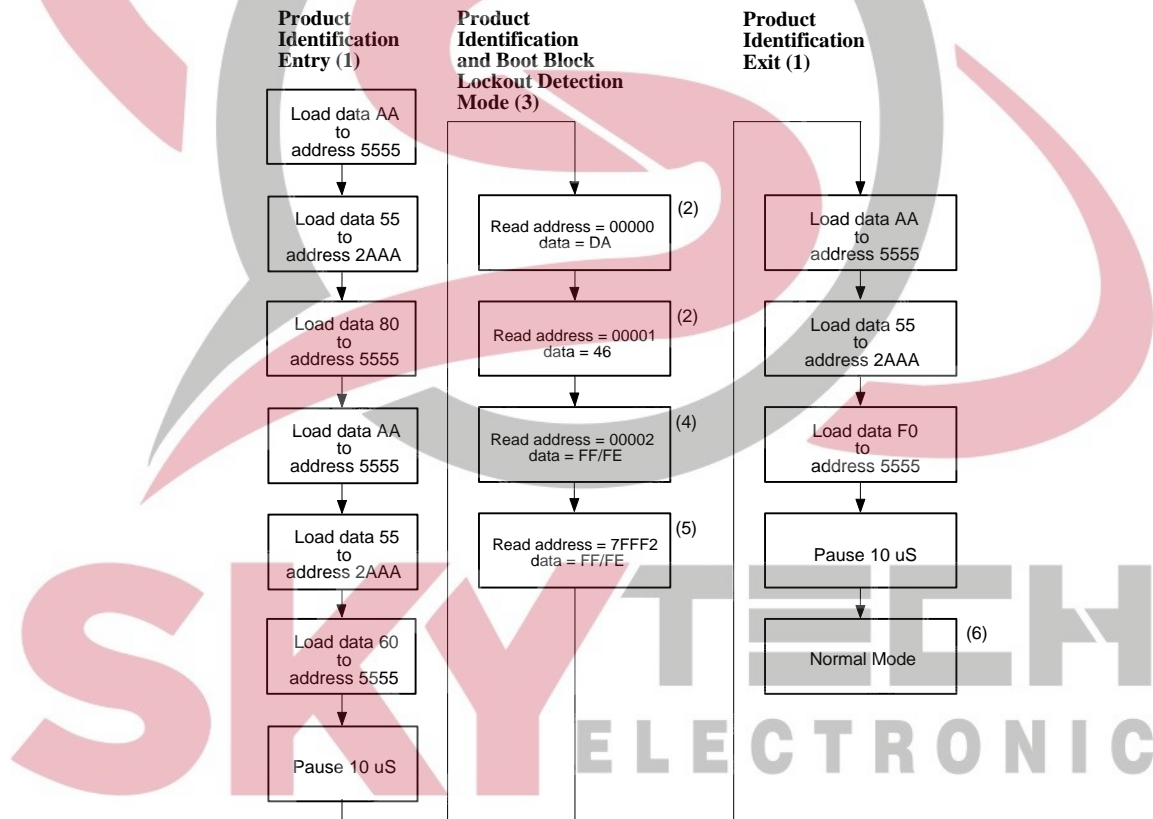 Product
Identification
Entry (1)
Load data AA
to
address 5555
Load data 55
to
address 2AAA
Load data 80
to
address 5555
Load data AA
to
address 5555
Load data 55
to
address 2AAA
Load data 60
to
address 5555
Pause 10 uS
Product
Identification
and Boot Block
Lockout Detection
Mode (3)
Read address = 00000
data = DA
(2)
Read address = 00001
data = 46
(2)
Read address = 00002
data = FF/FE
(4)
Read address = 7FFF2
data = FF/FE
(5)
Product
Identification
Exit (1)
Load data AA
to
address 5555
Load data 55
to
address 2AAA
Load data F0
to
address 5555
Pause 10 uS
Normal Mode
(6)
SKYTECH
ELECTRONIC